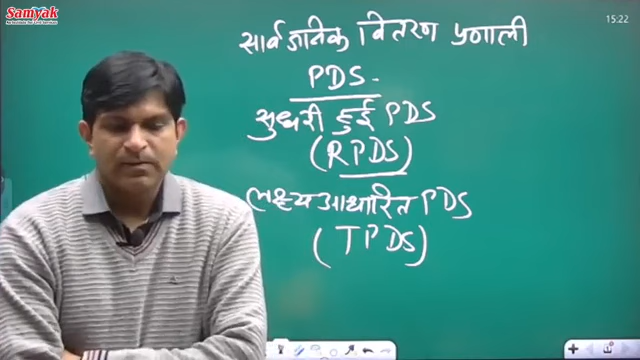 Samyak
15:22
सार्वजनिक वितरण प्रणाली
PDS -
सुधरी हुई PDS
(RPDS)
लक्ष्य आधारित PDS
(TPDS)